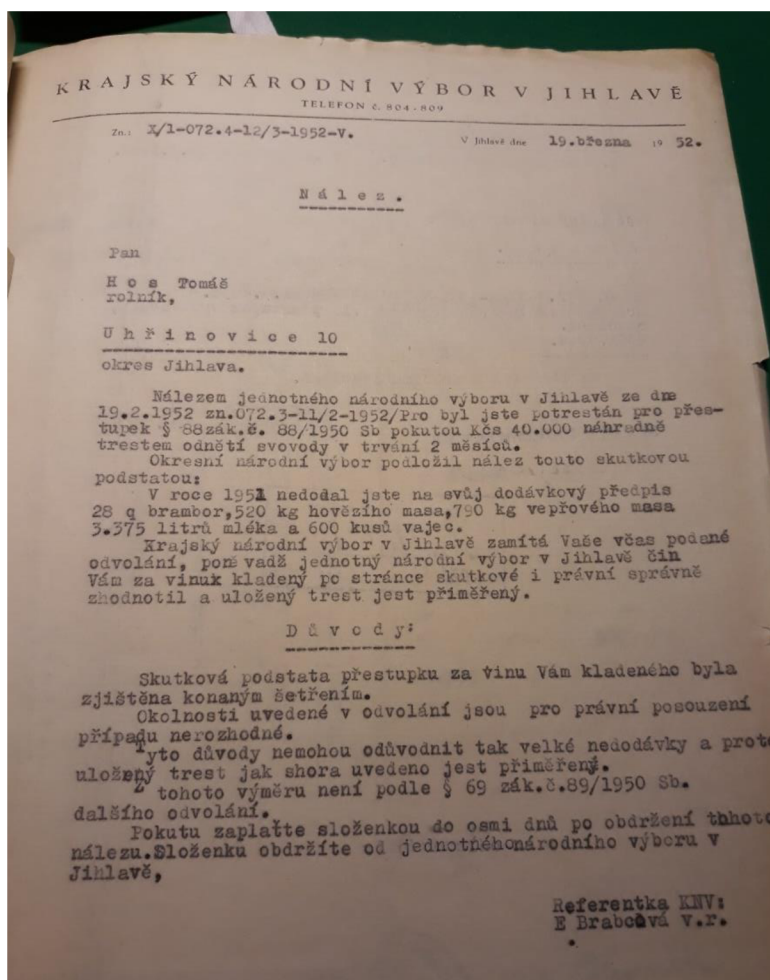 KRAJSKÝ NÁRODNÍ VÝBOR V JIHLAVĚ
TELEFON č. 804-809
Zn.: X/1-072.4-12/3-1952-V.
V Jihlavě dne 19.března 19 52.
Nález.
Pan
Hos Tomáš
rolník,
Uhřinovice 10
okres Jihlava.
Nálezem jednotného národního výboru v Jihlavě ze dne
19.2.1952 zn.072.3-11/2-1952/Pro byl jste potrestán pro přes-
tupek § 88zák.č. 88/1950 Sb pokutou Kčs 40.000 náhradně
trestem odnětí svovody v trvání 2 měsíců.
Okresní národní výbor podložil nález touto skutkovou
podstatou:
V roce 1951 nedodal jste na svůj dodávkový předpis
28 q brambor,520 kg hovězího masa,790 kg vepřového masa
3.375 litrů mléka a 600 kusů vajec.
Krajský národní výbor v Jihlavě zamítá Vaše včas podané
odvolání, poně vadž jednotný národní výbor v Jihlavě čin
Vám za vinuk kladený po stránce skutkové i právní správně
zhodnotil a uložený trest jest přiměřený.
Důvody:
Skutková podstata přestupku za vinu Vám kladeného byla
zjištěna konaným šetřením.
Okolnosti uvedené v odvolání jsou pro právní posouzení
případu nerozhodné.
Tyto důvody nemohou odůvodnit tak velké nedodávky a proto
uložený trest jak shora uvedeno jest přiměřený.
Z tohoto výměru není podle § 69 zák.č.89/1950 Sb.
dalšího odvolání.
Pokutu zaplaťte složenkou do osmi dnů po obdržení thhoto
nálezu.Složenku obdržíte od jednotnéhonárodního výboru v
Jihlavě,
Referentka KNV:
E Brabcová v.r.